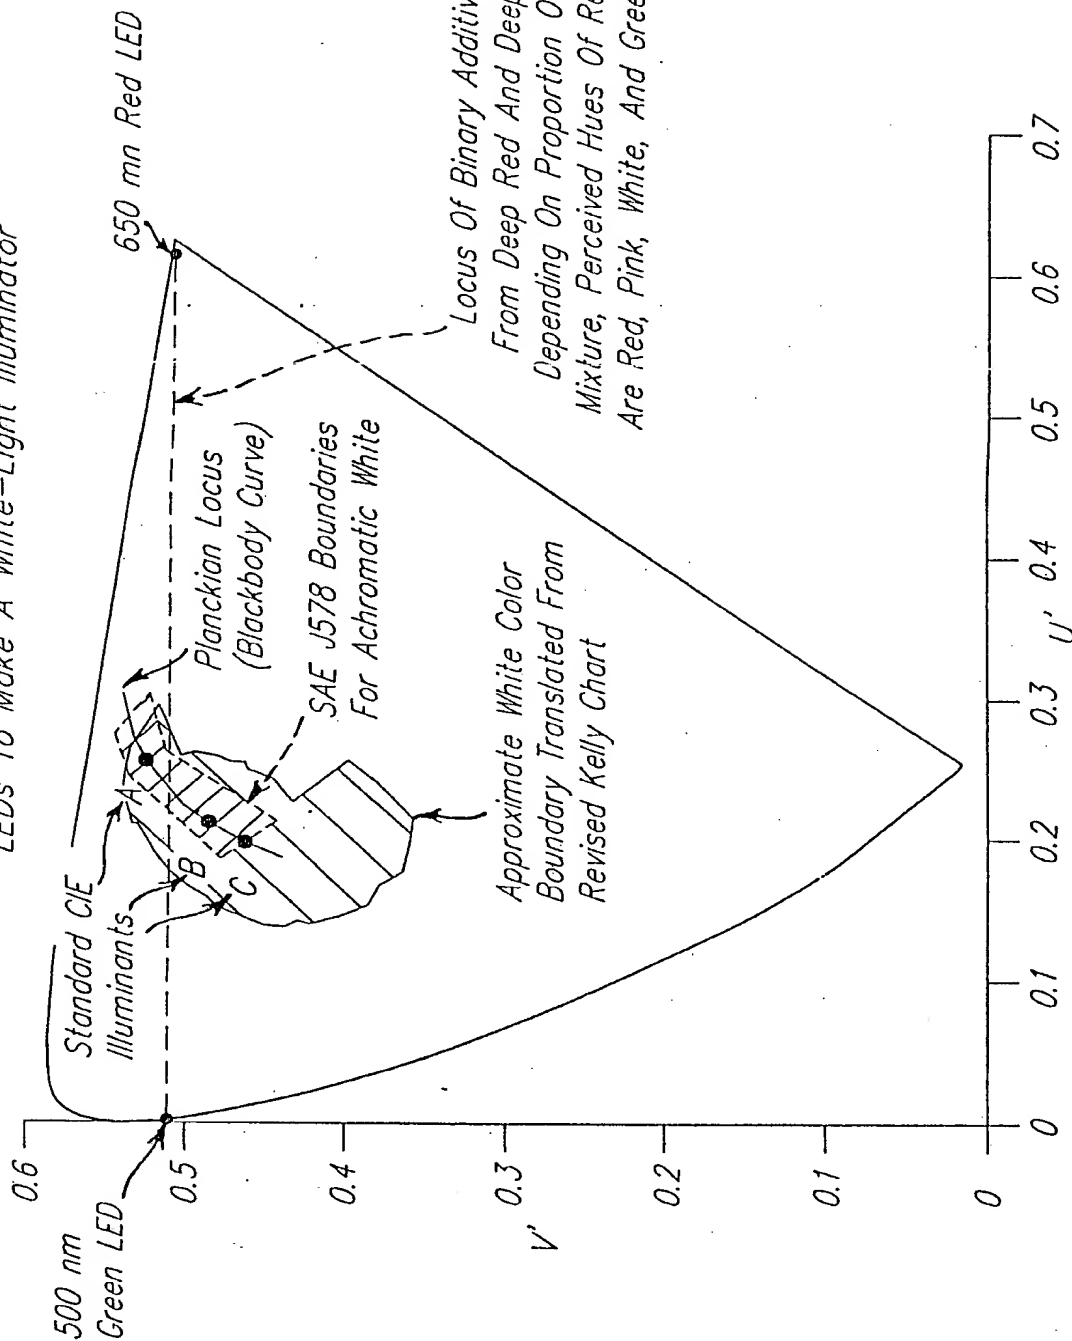 LEDs To Make A White-Light Illuminator
500 nm
Green LED
Standard CIE
Illuminants
A
B
C
650 mn Red LED
Planckian Locus
(Blackbody Curve)
SAE J578 Boundaries
For Achromatic White
Approximate White Color
Boundary Translated From
Revised Kelly Chart
Locus Of Binary
From Deep Red And
Depending On Proportion
Mixture, Perceived Hues Of
Are Red, Pink, White, And
V'
0.6
0.5
0.4
0.3
0.2
0.1
0
0
0.1
0.2
0.3
0.4
0.5
0.6
0.7
U'